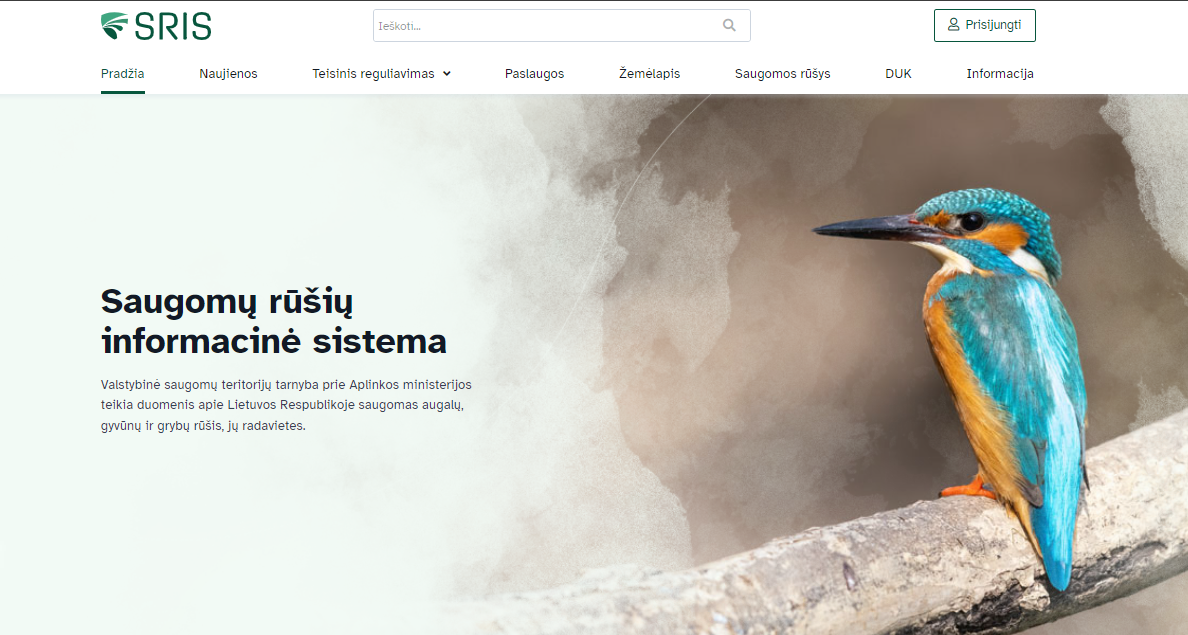 SRIS
Ieškoti...
Prisijungti
Pradžia
Naujienos
Teisinis reguliavimas
Paslaugos
Žemėlapis
Saugomos rūšys
DUK
Informacija
Saugomų rūšių
informacinė sistema
Valstybinė saugomų teritorijų tarnyba prie Aplinkos ministerijos
teikia duomenis apie Lietuvos Respublikoje saugomas augalų,
gyvūnų ir grybų rūšis, jų radavietes.